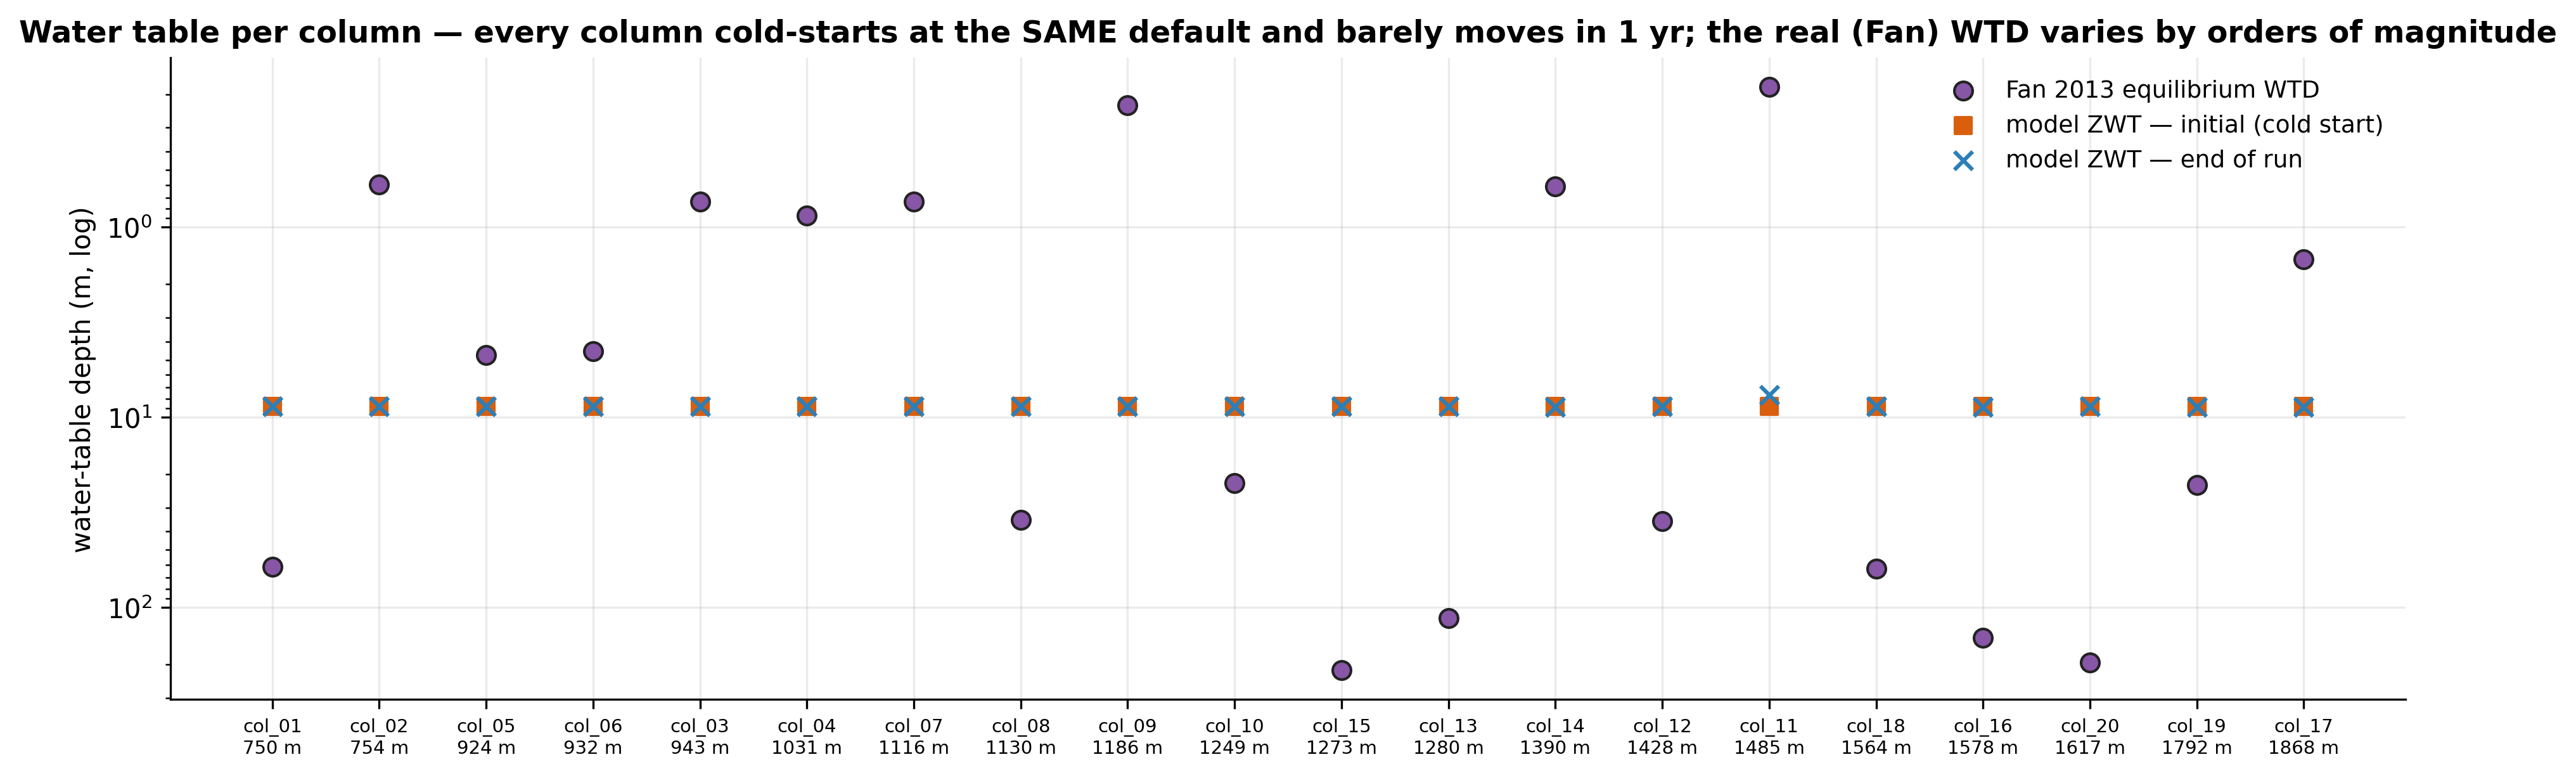 Water table per column — every column cold-starts at the SAME default and barely moves in 1 yr; the real (Fan) WTD varies by orders of magnitude
Fan 2013 equilibrium WTD
model ZWT — initial (cold start)
model ZWT — end of run
water-table depth (m, log)
10⁰
10¹
10²
col_01 col_02 col_05 col_06 col_03 col_04 col_07 col_08 col_09 col_10 col_15 col_13 col_14 col_12 col_11 col_18 col_16 col_20 col_19 col_17
750 m 754 m 924 m 932 m 943 m 1031 m 1116 m 1130 m 1186 m 1249 m 1273 m 1280 m 1390 m 1428 m 1485 m 1564 m 1578 m 1617 m 1792 m 1868 m